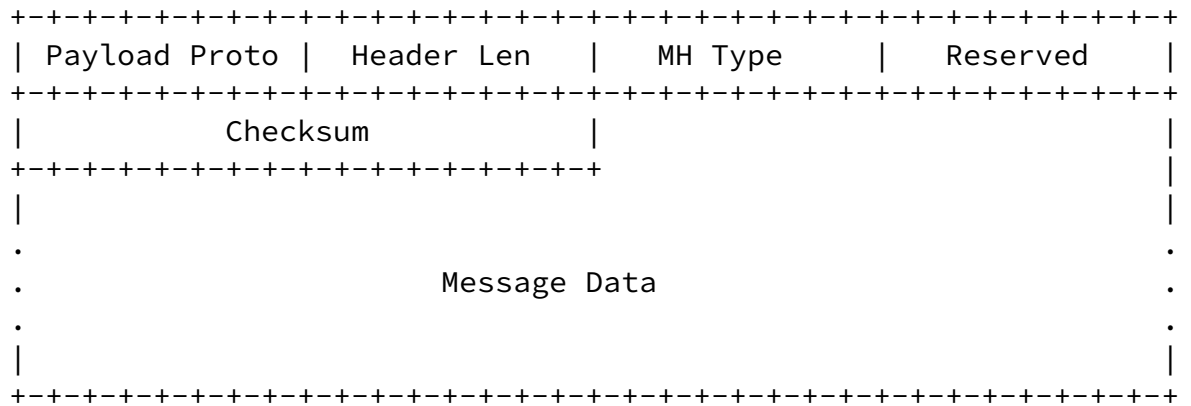 Payload Proto | Header Len | MH Type | Reserved
Checksum
Message Data